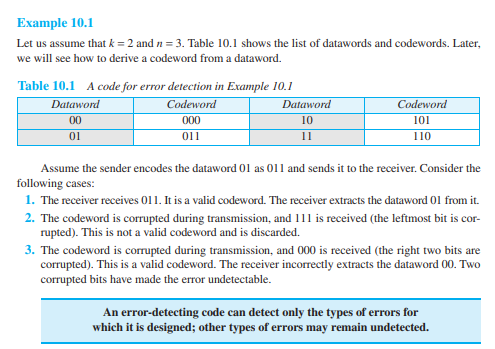 Example 10.1
Let us assume that k = 2 and n = 3. Table 10.1 shows the list of datawords and codewords. Later,
we will see how to derive a codeword from a dataword.
Table 10.1 A code for error detection in Example 10.1
Dataword Codeword Dataword Codeword
00 000 10 101
01 011 11 110
Assume the sender encodes the dataword 01 as 011 and sends it to the receiver. Consider the
following cases:
1. The receiver receives 011. It is a valid codeword. The receiver extracts the dataword 01 from it.
2. The codeword is corrupted during transmission, and 111 is received (the leftmost bit is cor-
rupted). This is not a valid codeword and is discarded.
3. The codeword is corrupted during transmission, and 000 is received (the right two bits are
corrupted). This is a valid codeword. The receiver incorrectly extracts the dataword 00. Two
corrupted bits have made the error undetectable.
An error-detecting code can detect only the types of errors for
which it is designed; other types of errors may remain undetected.